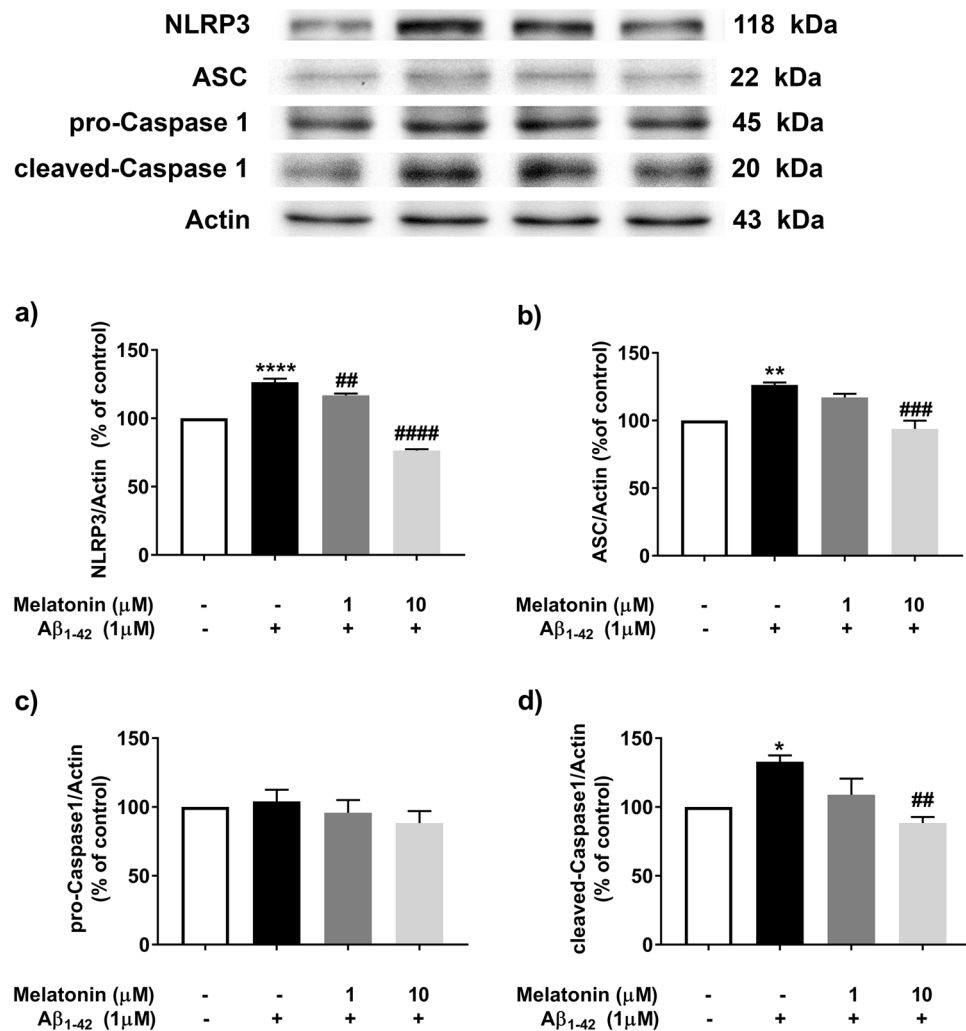 NLRP3 118 kDa
ASC 22 kDa
pro-Caspase 1 45 kDa
cleaved-Caspase 1 20 kDa
Actin 43 kDa
a)
NLRP3/Actin (% of control)
150
100
50
0
****
##
####
Melatonin (μM) - - 1 10
Aβ1-42 (1μM) - + + +
b)
ASC/Actin (%of control)
150
100
50
0
**
###
Melatonin (μM) - - 1 10
Aβ1-42 (1μM) - + + +
c)
pro-Caspase1/Actin
(% of control)
150
100
50
0
Melatonin (μM) - - 1 10
Aβ1-42 (1μM) - + + +
d)
cleaved-Caspase1/Actin
(% of control)
150
100
50
0
*
##
Melatonin (μM) - - 1 10
Aβ1-42 (1μM) - + + +